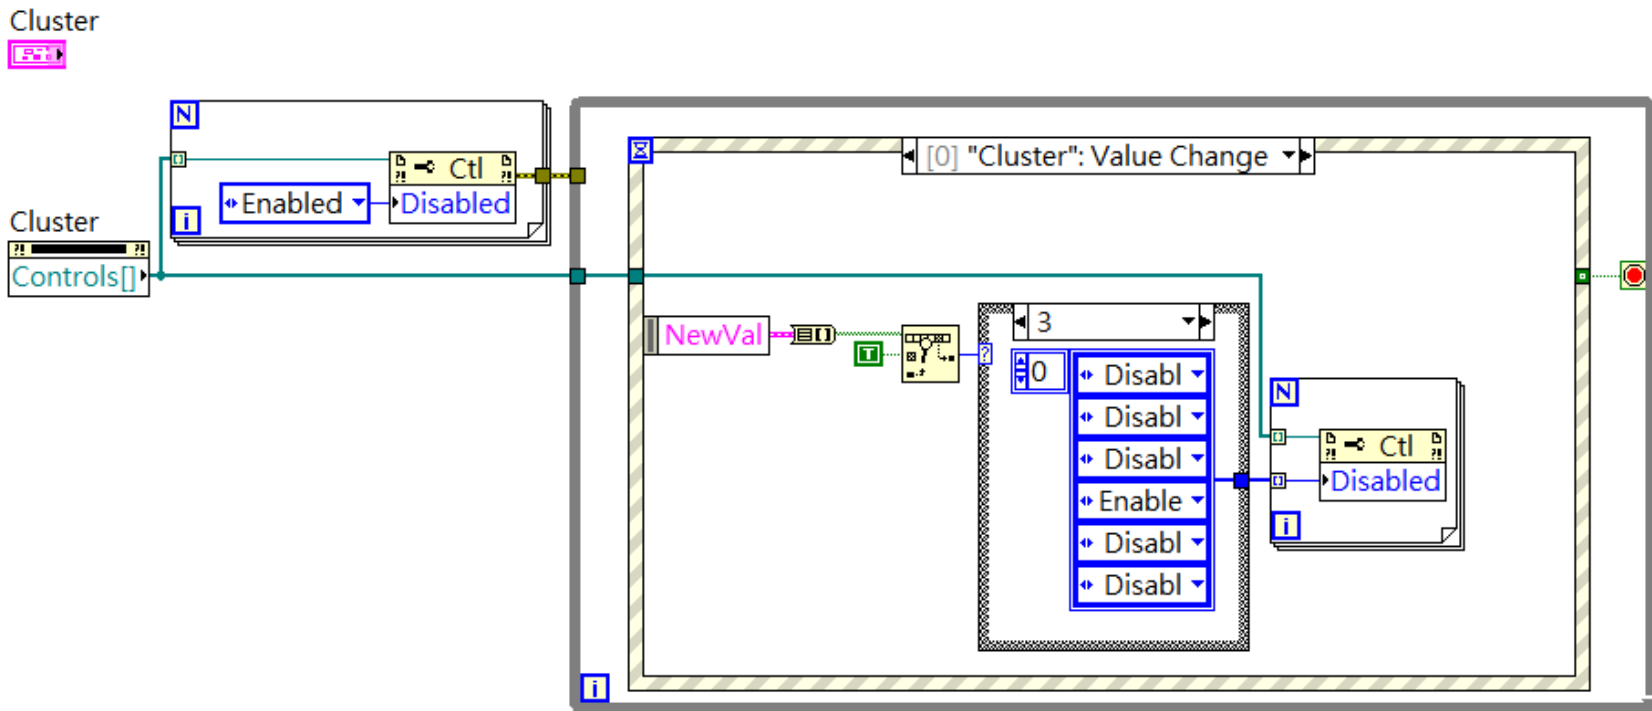 Cluster
N
Ctl
Enabled
Disabled
i
Cluster
Controls[]
[0] "Cluster": Value Change
NewVal
T
3
?
0
Disabl
Disabl
Disabl
Enable
Disabl
Disabl
N
Ctl
Disabled
i
i